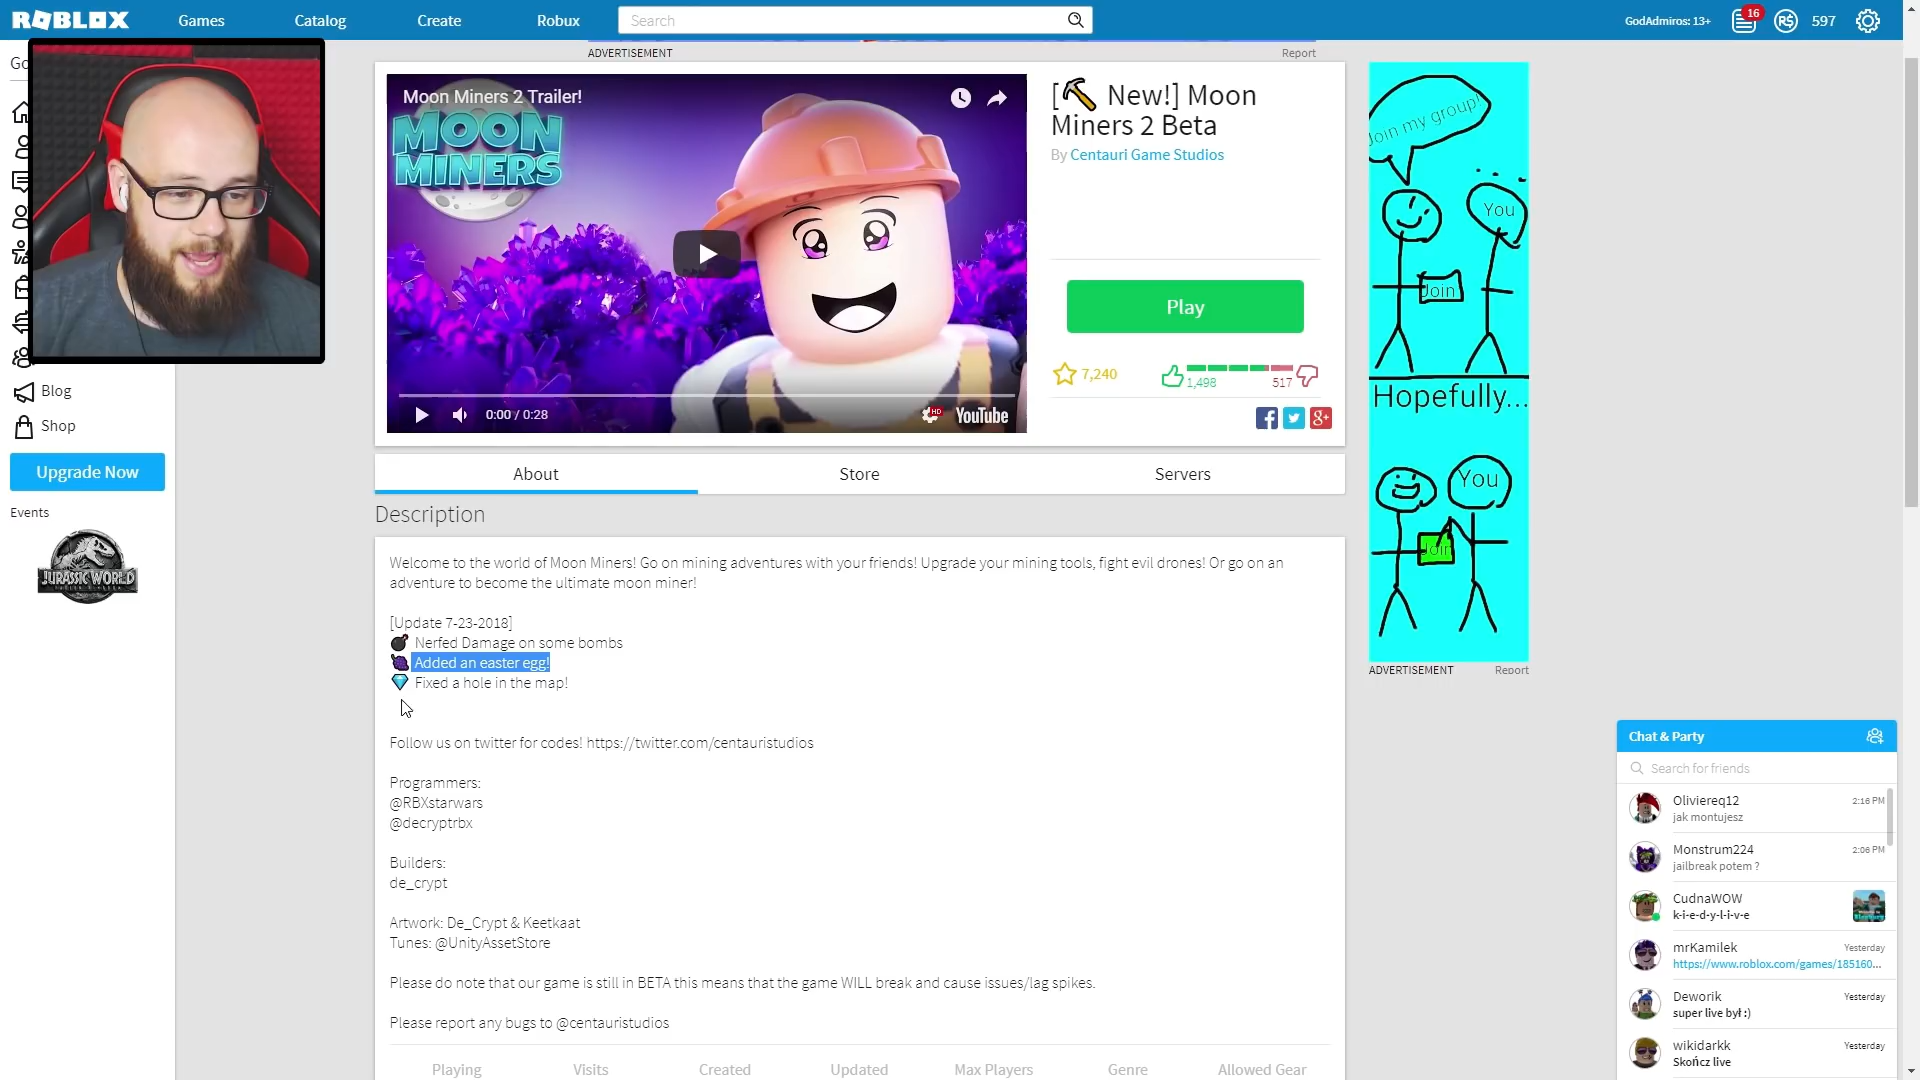 ROBLOX
Games
Catalog
Create
Robux
Search
GodAdmiros: 13+
16
R$
597
ADVERTISEMENT
Report
Go
Blog
Shop
Upgrade Now
Events
JURASSIC WORLD
Moon Miners 2 Trailer!
MOON
MINERS
0:00 / 0:28
HD
YouTube
[🔨 New!] Moon
Miners 2 Beta
By Centauri Game Studios
Play
7,240
1,498
517
About
Store
Servers
Description
Welcome to the world of Moon Miners! Go on mining adventures with your friends! Upgrade your mining tools, fight evil drones! Or go on an
adventure to become the ultimate moon miner!
[Update 7-23-2018]
💣 Nerfed Damage on some bombs
🍇 Added an easter egg!
💎 Fixed a hole in the map!
Follow us on twitter for codes! https://twitter.com/centauristudios
Programmers:
@RBXstarwars
@decryptrbx
Builders:
de_crypt
Artwork: De_Crypt & Keetkaat
Tunes: @UnityAssetStore
Please do note that our game is still in BETA this means that the game WILL break and cause issues/lag spikes.
Please report any bugs to @centauristudios
Playing
Visits
Created
Updated
Max Players
Genre
Allowed Gear
Join my group!
You
Join
Hopefully...
You
Join
ADVERTISEMENT
Report
Chat & Party
Search for friends
Oliviereq12
2:16 PM
jak montujesz
Monstrum224
2:06 PM
jailbreak potem ?
CudnaWOW
k-i-e-d-y-l-i-v-e
mrKamilek
Yesterday
https://www.roblox.com/games/185160...
Deworik
Yesterday
super live był :)
wikidarkk
Yesterday
Skończ live